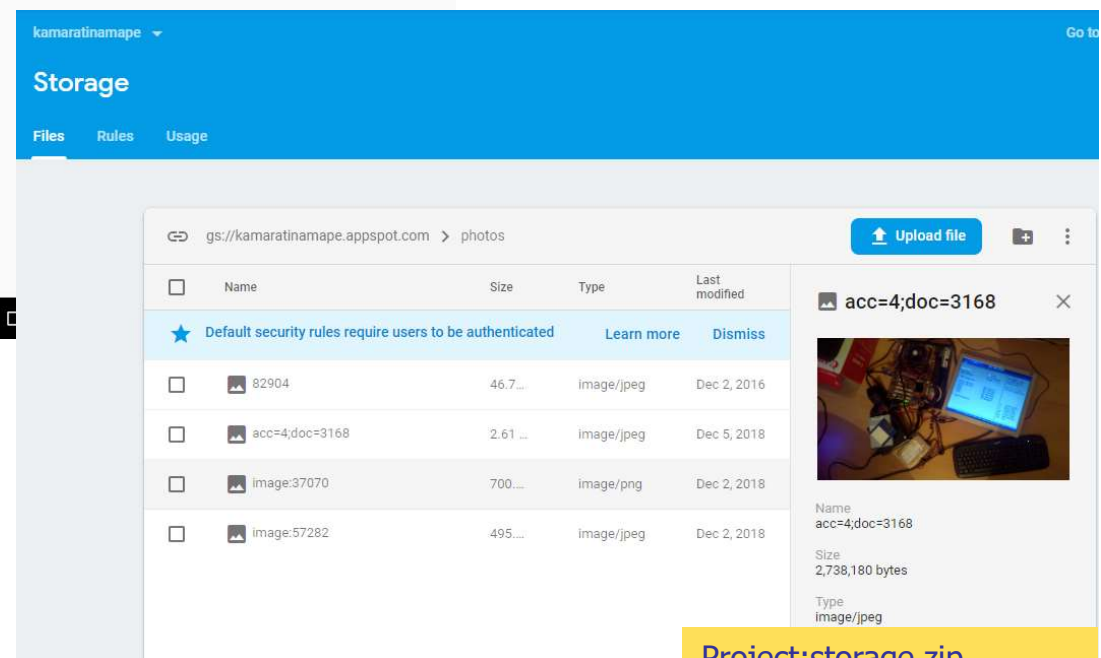 kamaratinamape Go to
Storage
Files Rules Usage
gs://kamaratinamape.appspot.com > photos Upload file
Name Size Type Last modified
Default security rules require users to be authenticated Learn more Dismiss
82904 46.7... image/jpeg Dec 2, 2016
acc=4;doc=3168 2.61 ... image/jpeg Dec 5, 2018
image:37070 700.... image/png Dec 2, 2018
image:57282 495.... image/jpeg Dec 2, 2018
acc=4;doc=3168
Name
acc=4;doc=3168
Size
2,738,180 bytes
Type
image/jpeg
Project:storage.zip